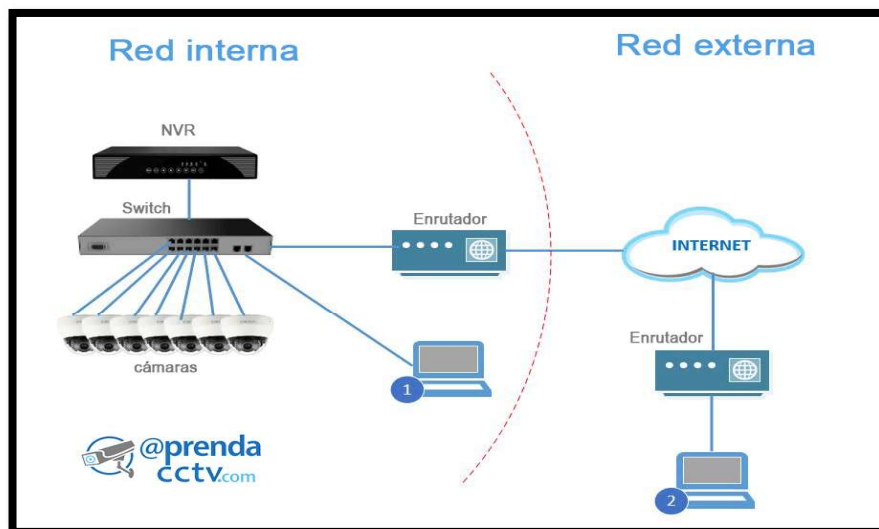 Red interna
Red externa
NVR
Switch
Enrutador
INTERNET
Enrutador
cámaras
1
2
@prenda
cctv.com